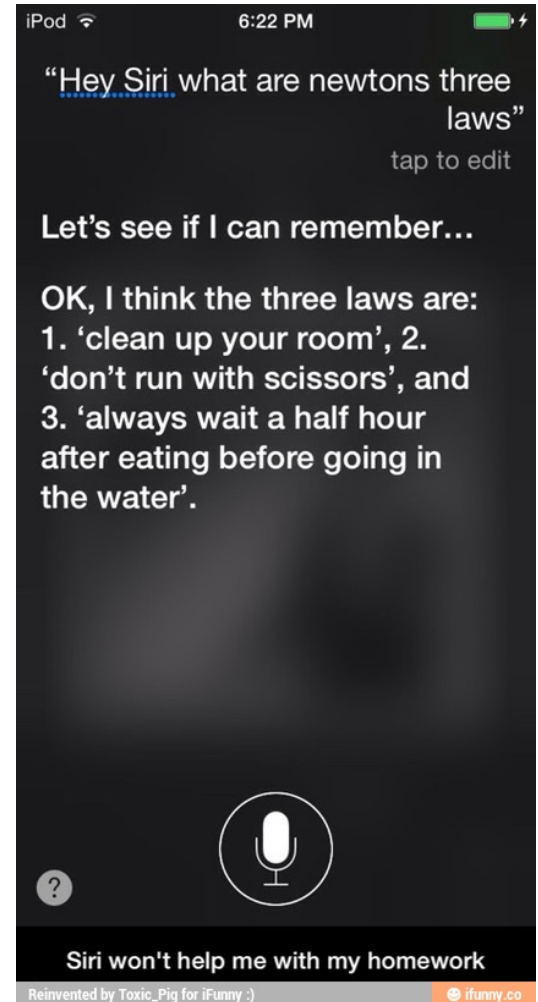 iPod 6:22 PM
“Hey Siri what are newtons three
laws”
tap to edit
Let’s see if I can remember...
OK, I think the three laws are:
1. ‘clean up your room’, 2.
‘don’t run with scissors’, and
3. ‘always wait a half hour
after eating before going in
the water’.
?
Siri won't help me with my homework
Reinvented by Toxic_Pig for iFunny :) ifunny.co